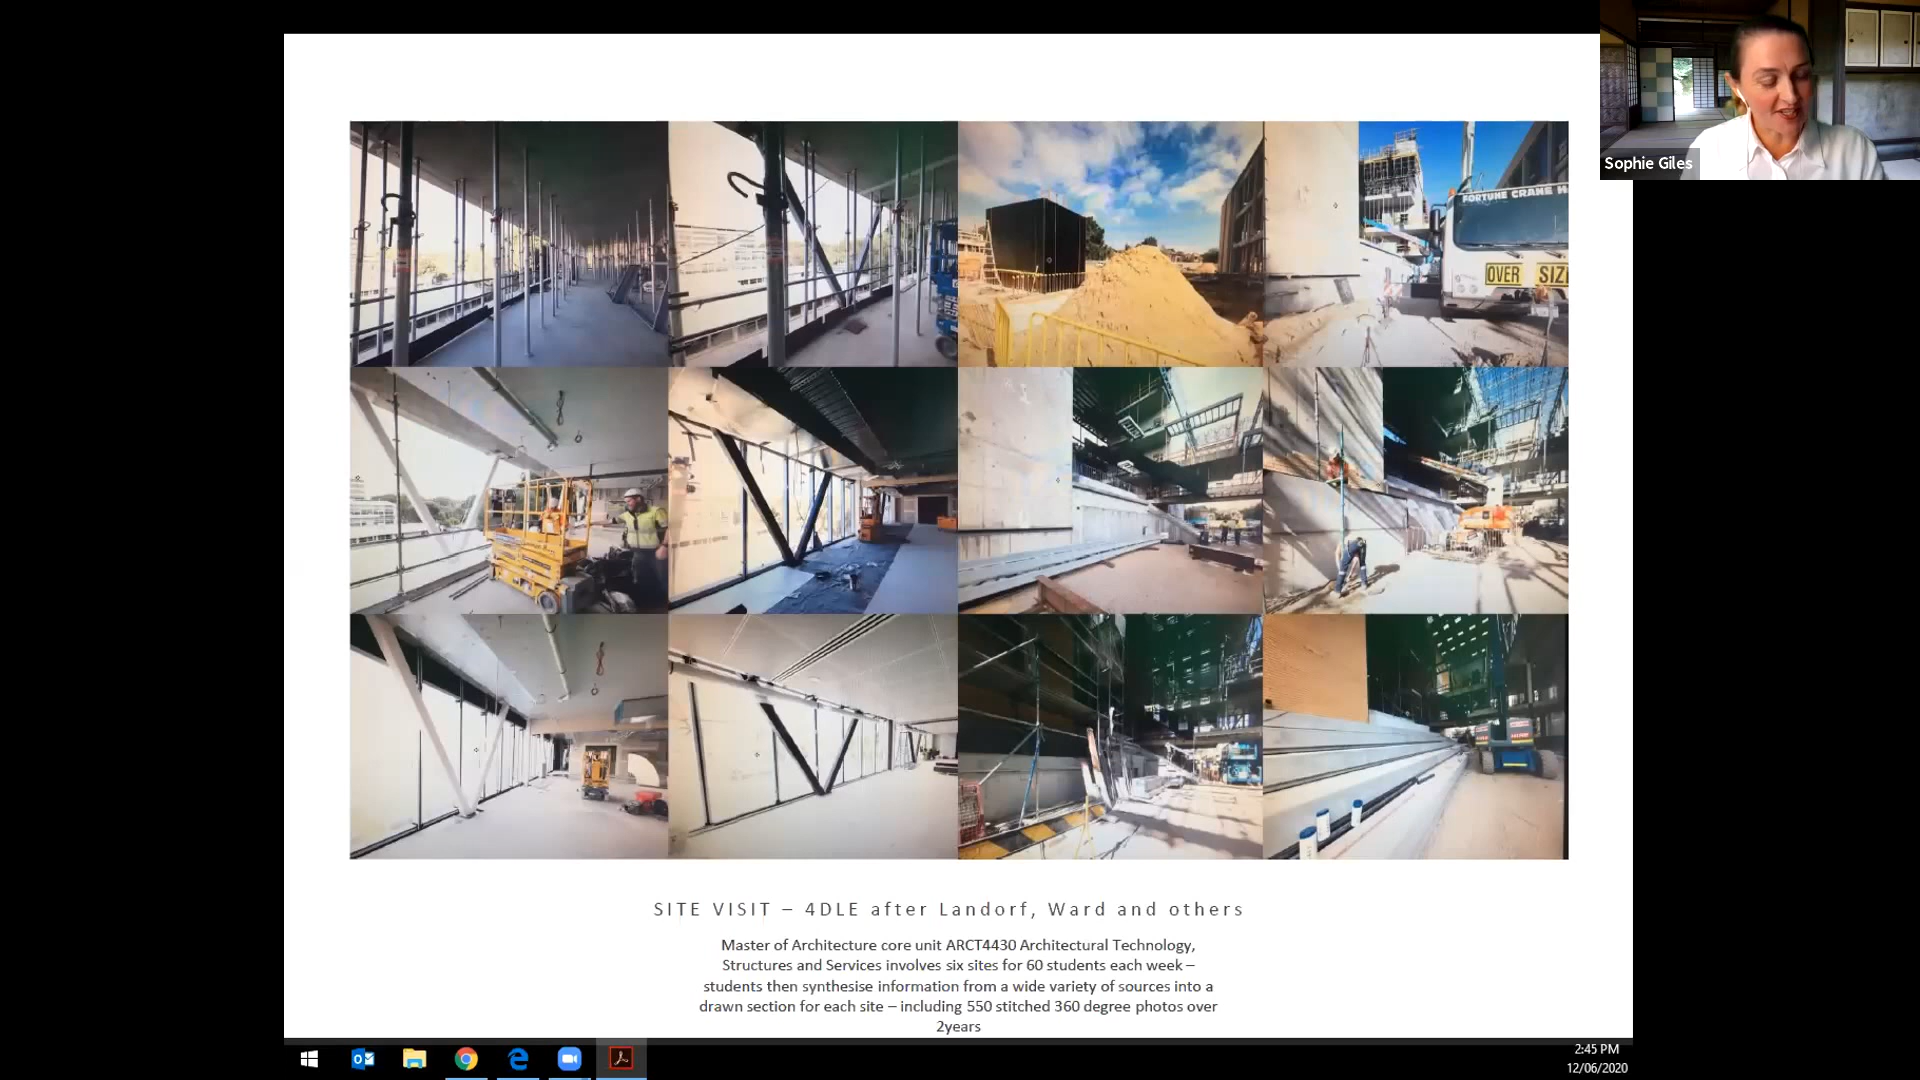 Sophie Giles
FORTUNE CRANE H
OVER SIZ
SITE VISIT – 4DLE after Landorf, Ward and others
Master of Architecture core unit ARCT4430 Architectural Technology,
Structures and Services involves six sites for 60 students each week –
students then synthesise information from a wide variety of sources into a
drawn section for each site – including 550 stitched 360 degree photos over
2years
2:45 PM
12/06/2020